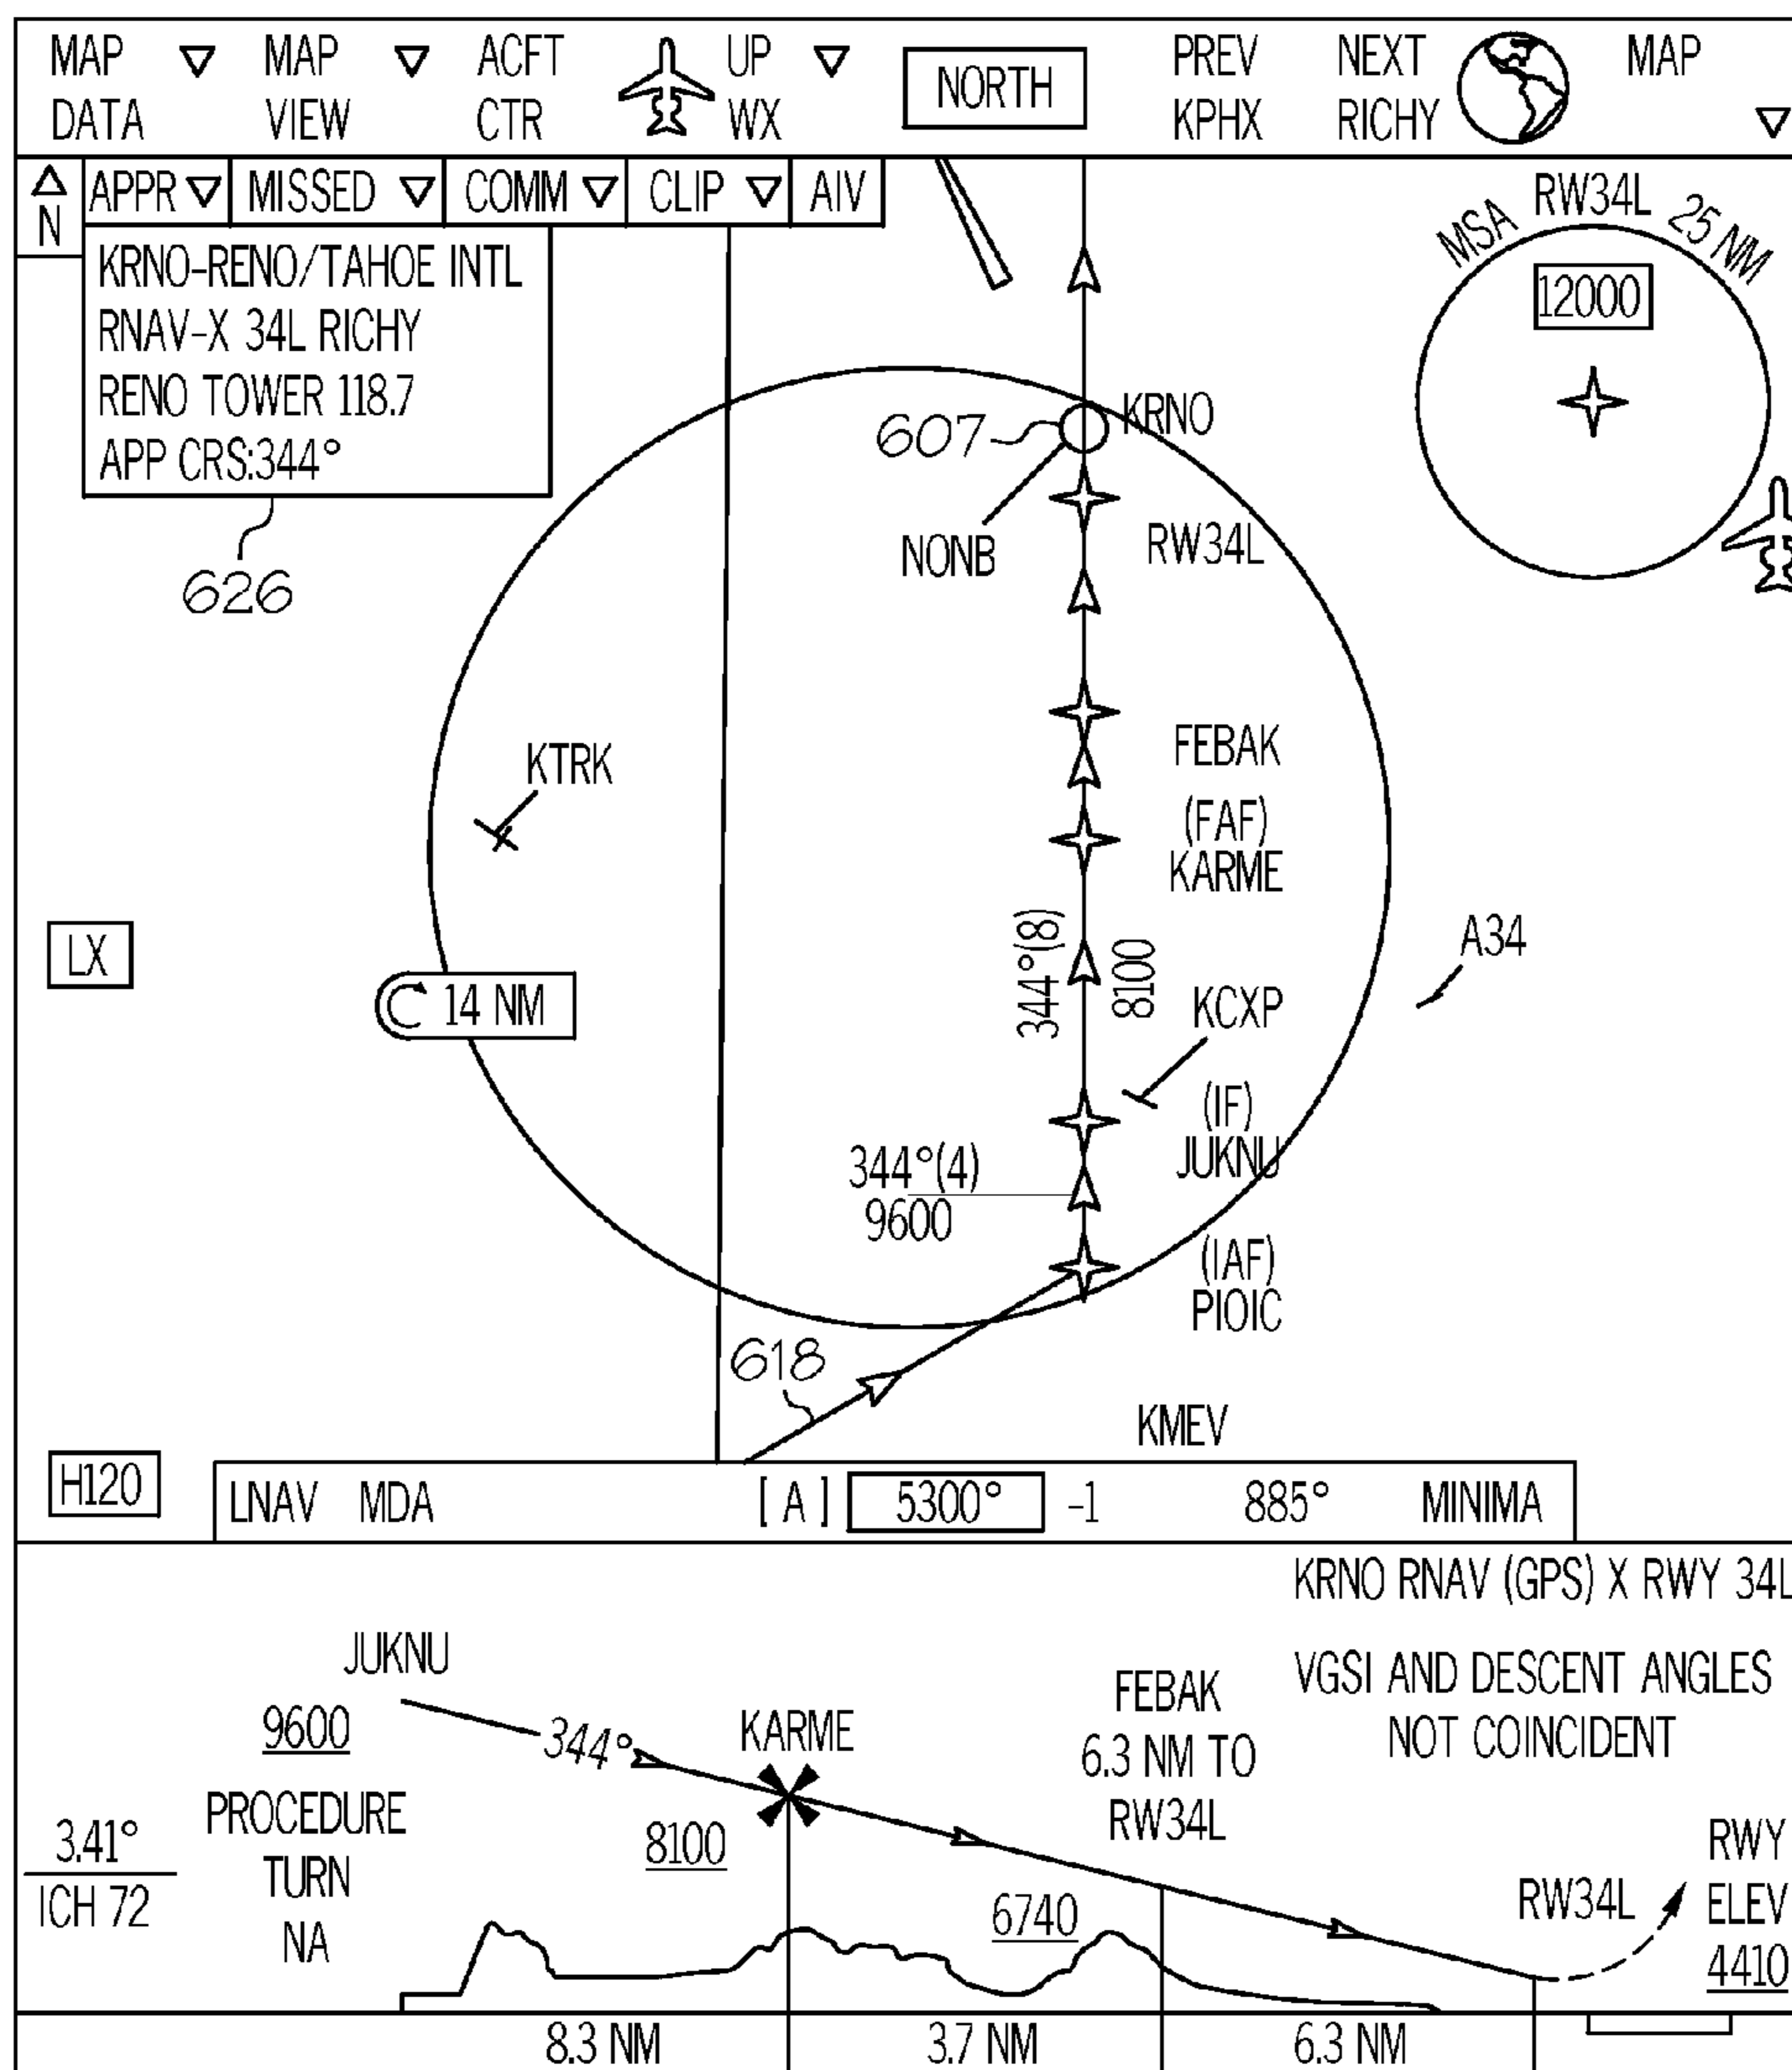 MAP DATA
MAP VIEW
ACFT CTR
UP WX
NORTH
PREV KPHX
NEXT RICHY
MAP
N
APPR
MISSED
COMM
CLIP
AIV
KRNO-RENO/TAHOE INTL
RNAV-X 34L RICHY
RENO TOWER 118.7
APP CRS:344°
626
MSA RW34L 25 NM
12000
607
KRNO
NONB
RW34L
KTRK
FEBAK
(FAF)
KARME
LX
14 NM
344°(8)
8100
A34
KCXP
(IF)
JUKNU
344°(4)
9600
(IAF)
PIOIC
618
KMEV
H120
LNAV MDA [ A ] 5300° -1 885° MINIMA
KRNO RNAV (GPS) X RWY 34L
VGSI AND DESCENT ANGLES
NOT COINCIDENT
JUKNU
9600
344°
KARME
FEBAK
6.3 NM TO
RW34L
PROCEDURE
TURN
NA
3.41°
ICH 72
8100
6740
RW34L
RWY
ELEV
4410
8.3 NM
3.7 NM
6.3 NM